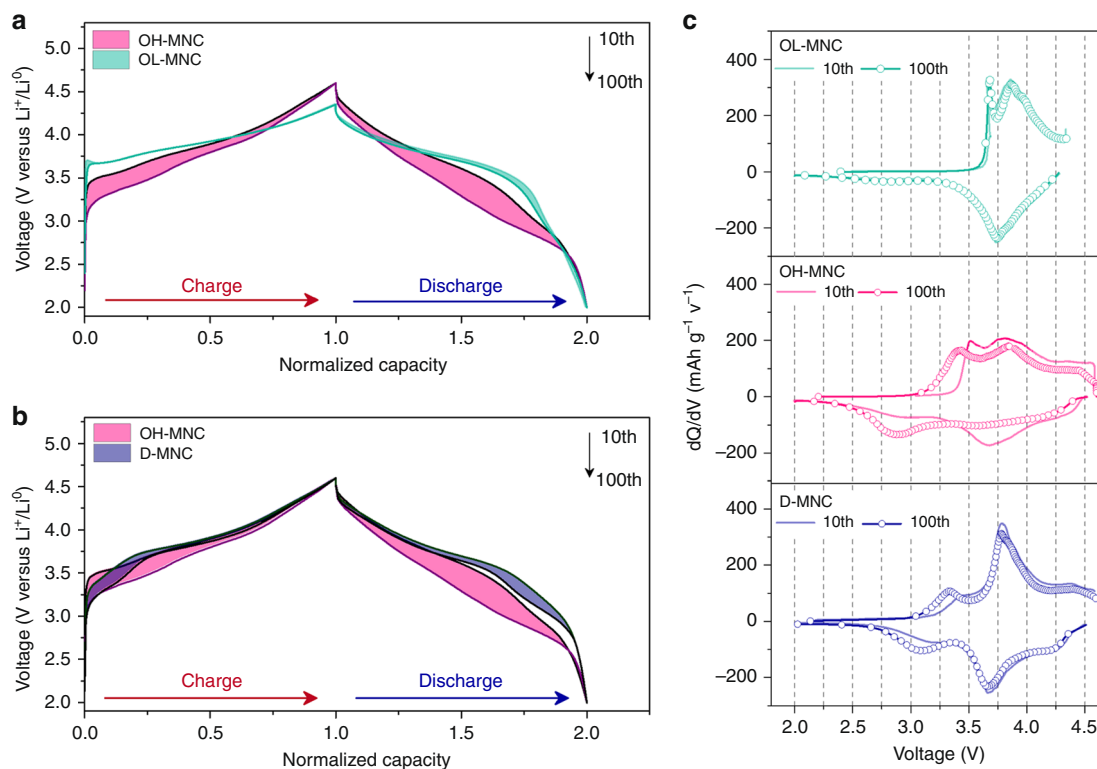 a
OH-MNC
OL-MNC
10th
100th
5.0
4.5
4.0
3.5
3.0
2.5
2.0
Voltage (V versus Li⁺/Li⁰)
Charge
Discharge
0.0 0.5 1.0 1.5 2.0
Normalized capacity
b
OH-MNC
D-MNC
10th
100th
5.0
4.5
4.0
3.5
3.0
2.5
2.0
Voltage (V versus Li⁺/Li⁰)
Charge
Discharge
0.0 0.5 1.0 1.5 2.0
Normalized capacity
c
OL-MNC
10th 100th
400
200
0
−200
OH-MNC
10th 100th
400
200
0
−200
D-MNC
10th 100th
400
200
0
−200
dQ/dV (mAh g⁻¹ v⁻¹)
2.0 2.5 3.0 3.5 4.0 4.5
Voltage (V)